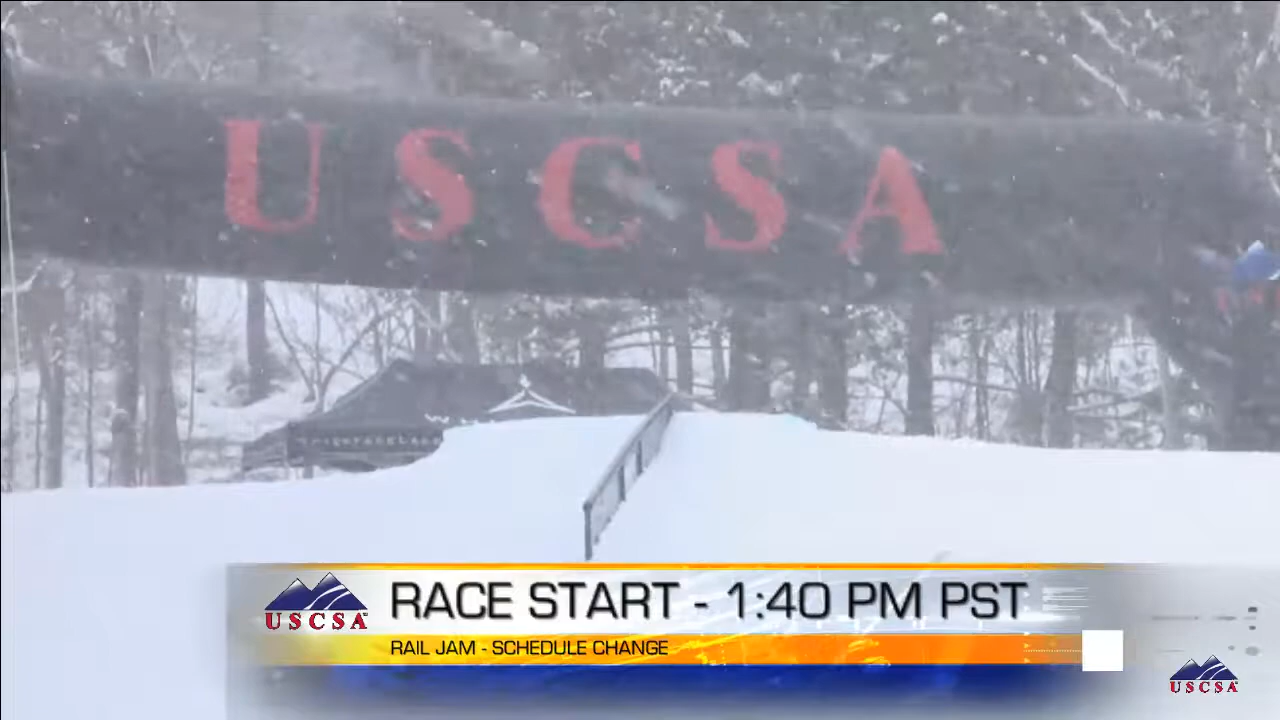 USCSA
USCSA
RACE START - 1:40 PM PST
RAIL JAM - SCHEDULE CHANGE
USCSA